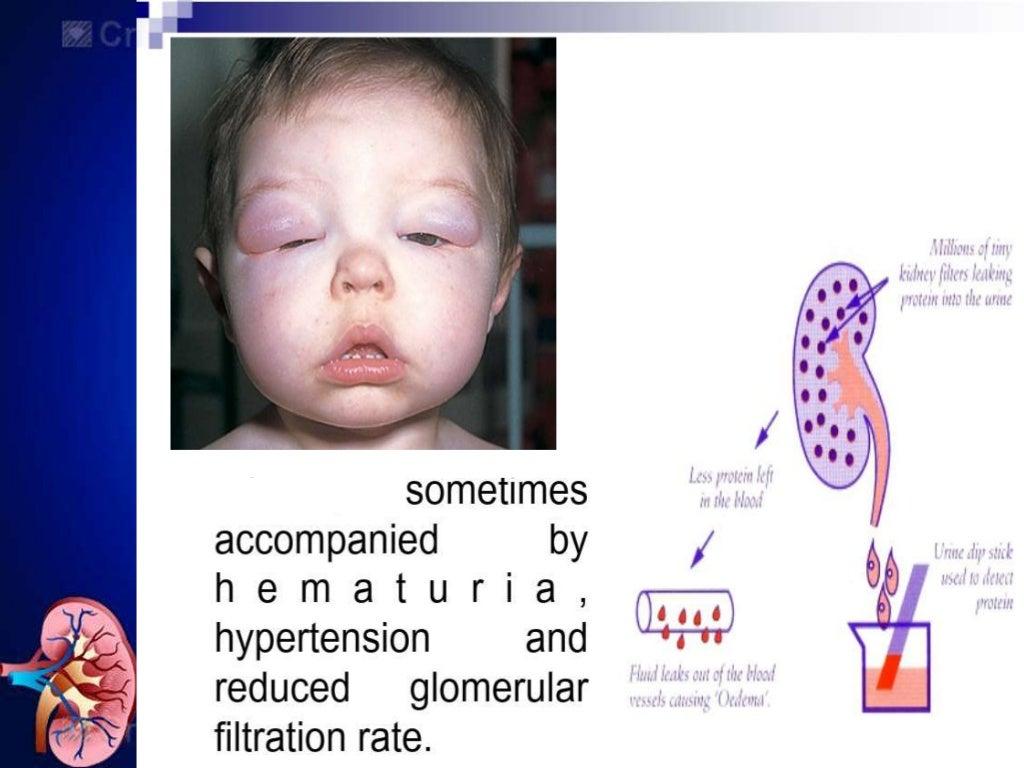 Cr
sometimes
accompanied by
hematuria,
hypertension and
reduced glomerular
filtration rate.
Millions of tiny
kidney filters leaking
protein into the urine
Less protein left
in the blood
Fluid leaks out of the blood
vessels causing 'Oedema'.
Urine dip stick
used to detect
protein